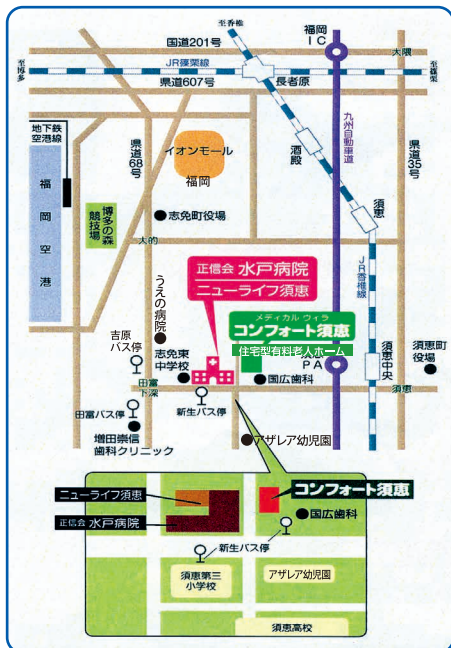 至香椎
福岡
IC
国道201号
大隈
至博多
JR篠栗線
至篠栗
県道607号
長者原
地下鉄
空港線
県道68号
イオンモール
福岡
酒殿
九州自動車道
県道35号
福岡空港
博多の森
競技場
志免町役場
須恵
大的
正信会 水戸病院
ニューライフ須恵
JR香椎線
うえの病院
メディカル ウィラ
コンフォート須恵
住宅型有料老人ホーム
吉原
バス停
志免東
中学校
須恵
PA
須恵中央
須恵町
役場
国広歯科
田富
下深
須恵
田富バス停
新生バス停
増田崇信
歯科クリニック
アザレア幼児園
ニューライフ須恵
コンフォート須恵
正信会 水戸病院
国広歯科
新生バス停
須恵第三
小学校
アザレア幼児園
須恵高校